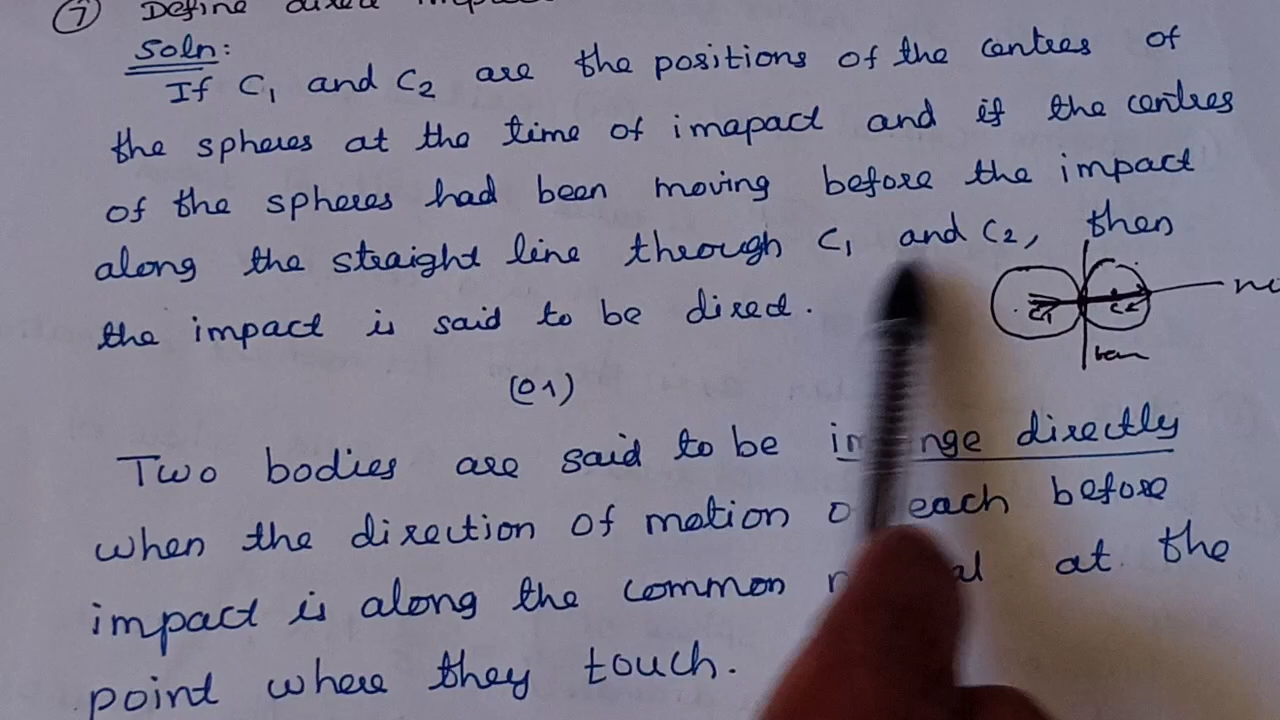 7 Define
Soln:
If C1 and C2 are the positions of the centres of
the spheres at the time of imapact and if the centres
of the spheres had been moving before the impact
along the straight line through C1 and C2, then
the impact is said to be direct.
C1 C2
tan
(or)
Two bodies are said to be directly
when the direction of motion each before
impact is along the common at the
point where they touch.